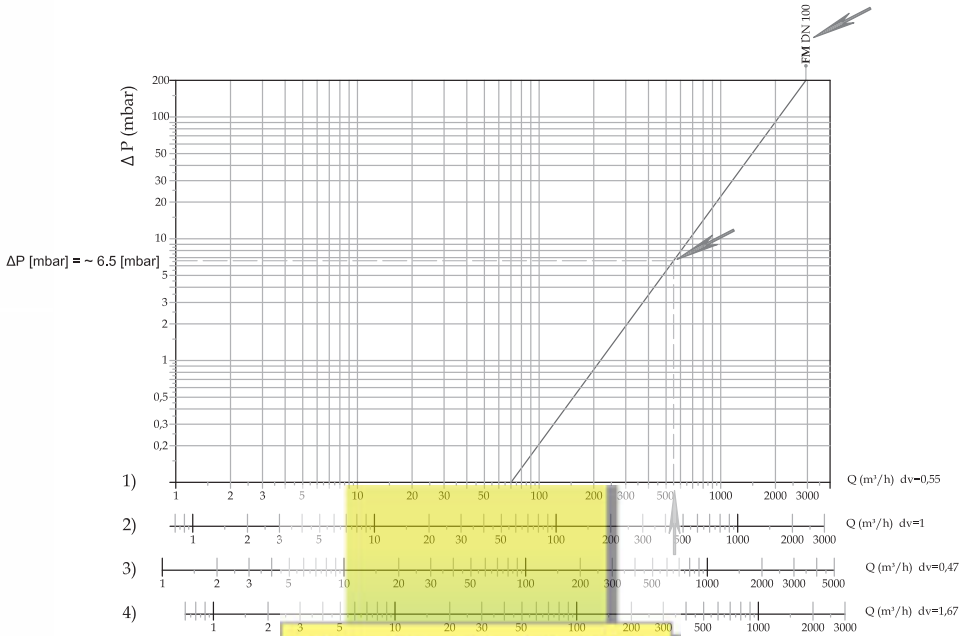 FM DN 100
Δ P (mbar)
200
100
50
30
20
10
ΔP [mbar] = ~ 6.5 [mbar]
5
3
2
1
0,5
0,3
0,2
1) Q (m³/h) dv=0,55
1 2 3 5 10 20 30 50 100 200 300 500 1000 2000 3000
2) Q (m³/h) dv=1
1 2 3 5 10 20 30 50 100 200 300 500 1000 2000 3000
3) Q (m³/h) dv=0,47
1 2 3 5 10 20 30 50 100 200 300 500 1000 2000 3000 5000
4) Q (m³/h) dv=1,67
1 2 3 5 10 20 30 50 100 200 300 500 1000 2000 3000